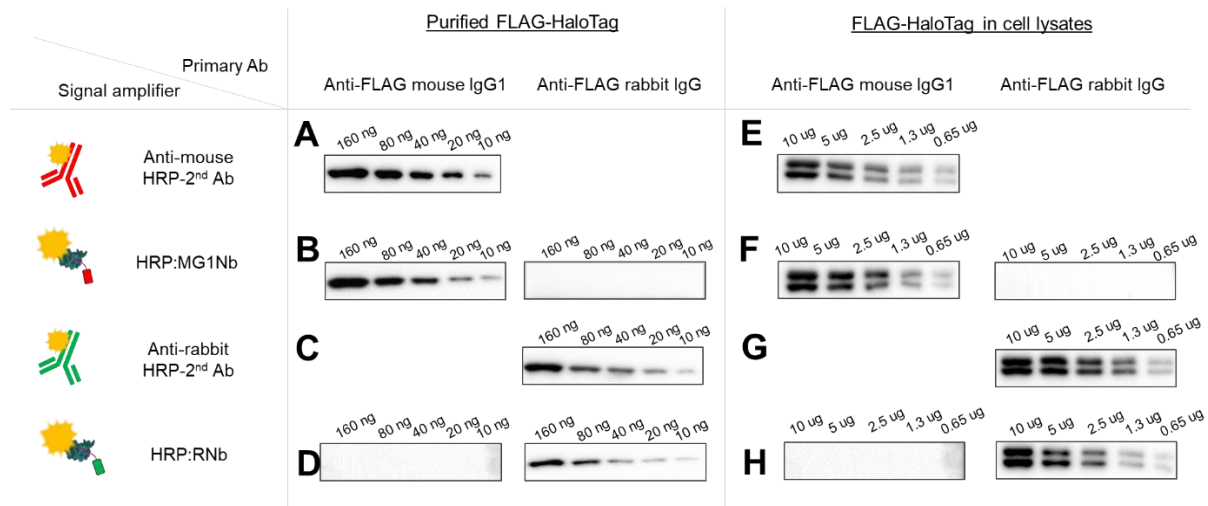 Purified FLAG-HaloTag
FLAG-HaloTag in cell lysates
Primary Ab
Signal amplifier
Anti-FLAG mouse IgG1
Anti-FLAG rabbit IgG
Anti-FLAG mouse IgG1
Anti-FLAG rabbit IgG
Anti-mouse
HRP-2nd Ab
A
160 ng 80 ng 40 ng 20 ng 10 ng
E
10 ug 5 ug 2.5 ug 1.3 ug 0.65 ug
HRP:MG1Nb
B
160 ng 80 ng 40 ng 20 ng 10 ng
160 ng 80 ng 40 ng 20 ng 10 ng
F
10 ug 5 ug 2.5 ug 1.3 ug 0.65 ug
10 ug 5 ug 2.5 ug 1.3 ug 0.65 ug
Anti-rabbit
HRP-2nd Ab
C
160 ng 80 ng 40 ng 20 ng 10 ng
G
10 ug 5 ug 2.5 ug 1.3 ug 0.65 ug
HRP:RNb
D
160 ng 80 ng 40 ng 20 ng 10 ng
160 ng 80 ng 40 ng 20 ng 10 ng
H
10 ug 5 ug 2.5 ug 1.3 ug 0.65 ug
10 ug 5 ug 2.5 ug 1.3 ug 0.65 ug